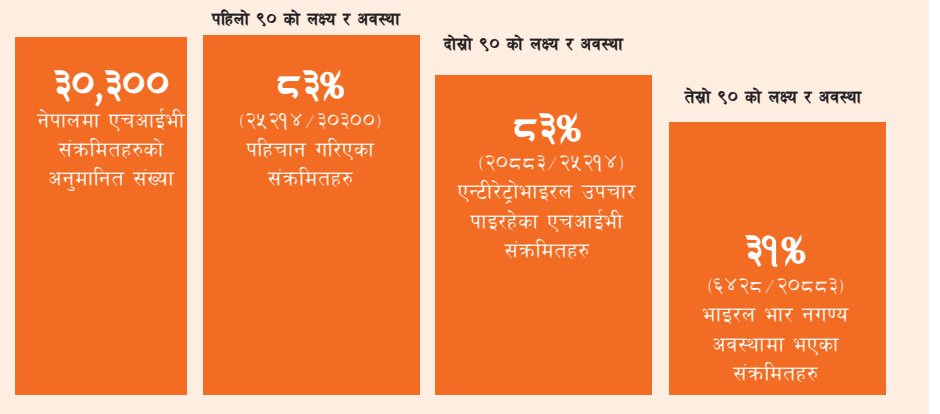 ३०,३००
नेपालमा एचआईभी
संक्रमितहरुको
अनुमानित संख्या
पहिलो ९० को लक्ष्य र अवस्था
८३%
(२५२१४/३०३००)
पहिचान गरिएका
संक्रमितहरु
दोस्रो ९० को लक्ष्य र अवस्था
८३%
(२०८८३/२५२१४)
एन्टीरेट्रोभाइरल उपचार
पाइरहेका एचआईभी
संक्रमितहरु
तेस्रो ९० को लक्ष्य र अवस्था
३१%
(६४२८/२०८८३)
भाइरल भार नगण्य
अवस्थामा भएका
संक्रमितहरु